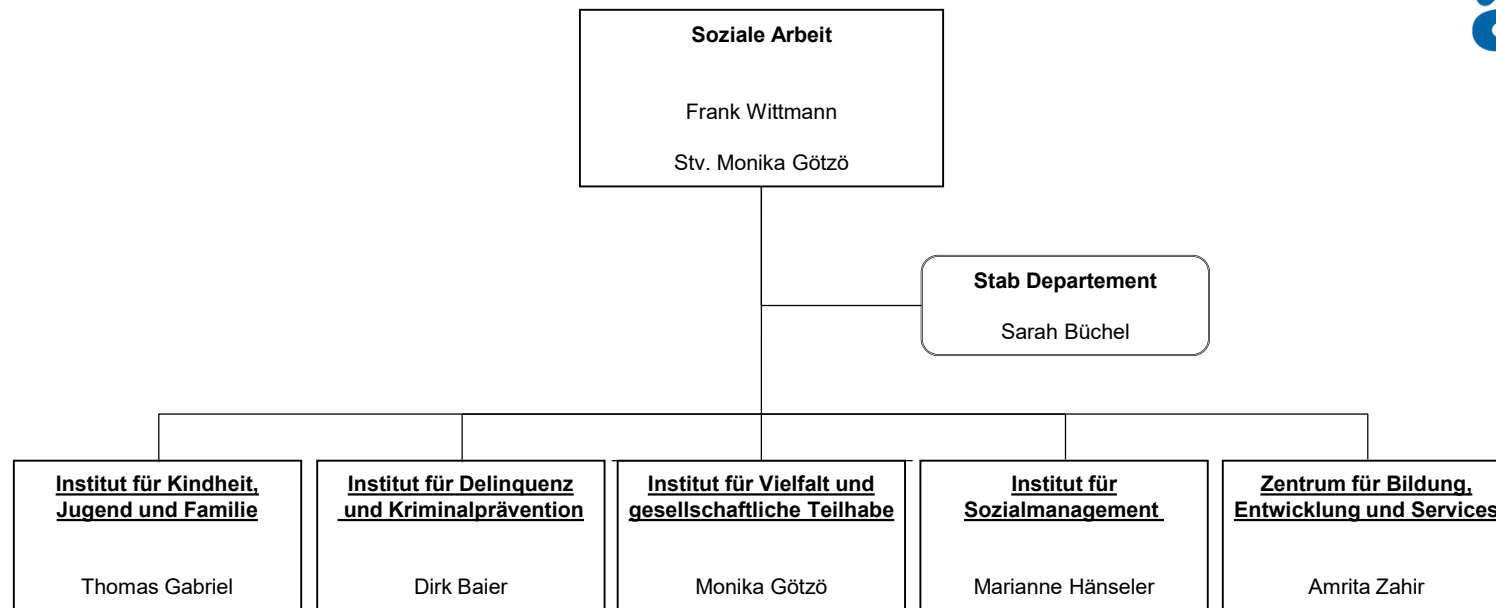 Soziale Arbeit
Frank Wittmann
Stv. Monika Götzö
Stab Departement
Sarah Büchel
Institut für Kindheit,
Jugend und Familie
Thomas Gabriel
Institut für Delinquenz
und Kriminalprävention
Dirk Baier
Institut für Vielfalt und
gesellschaftliche Teilhabe
Monika Götzö
Institut für
Sozialmanagement
Marianne Hänseler
Zentrum für Bildung,
Entwicklung und Services
Amrita Zahir